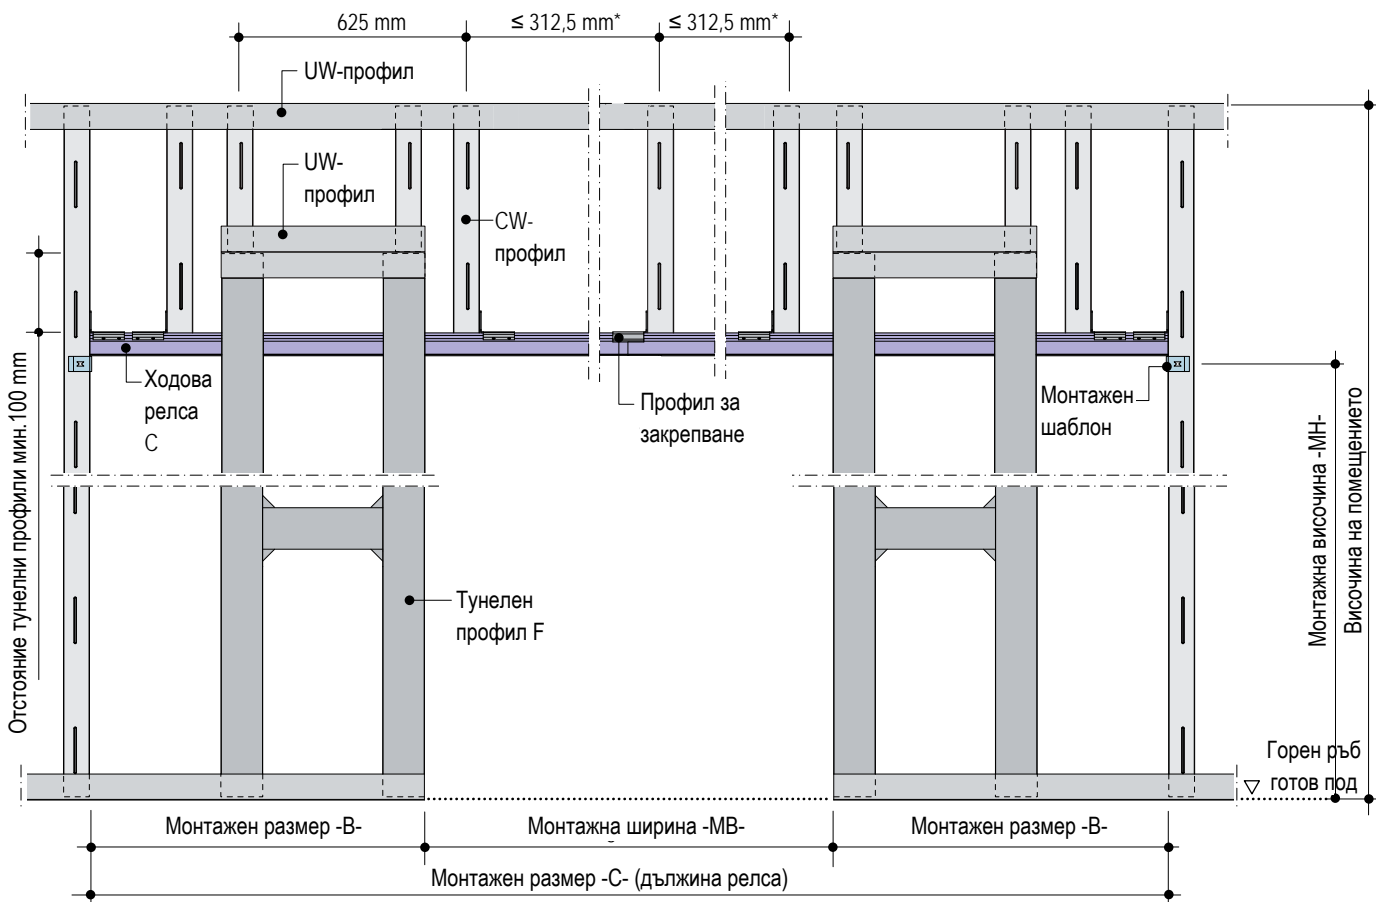 625 mm
≤ 312,5 mm*
≤ 312,5 mm*
UW-профил
UW-
профил
CW-
профил
Ходова
релса
C
Профил за
закрепване
Монтажен
шаблон
Отстояние тунелни профили мин.100 mm
Монтажна височина -МН-
Височина на помещението
Тунелен
профил F
Горен ръб
готов под
Монтажен размер -B-
Монтажна ширина -MB-
Монтажен размер -B-
Монтажен размер -C- (дължина релса)